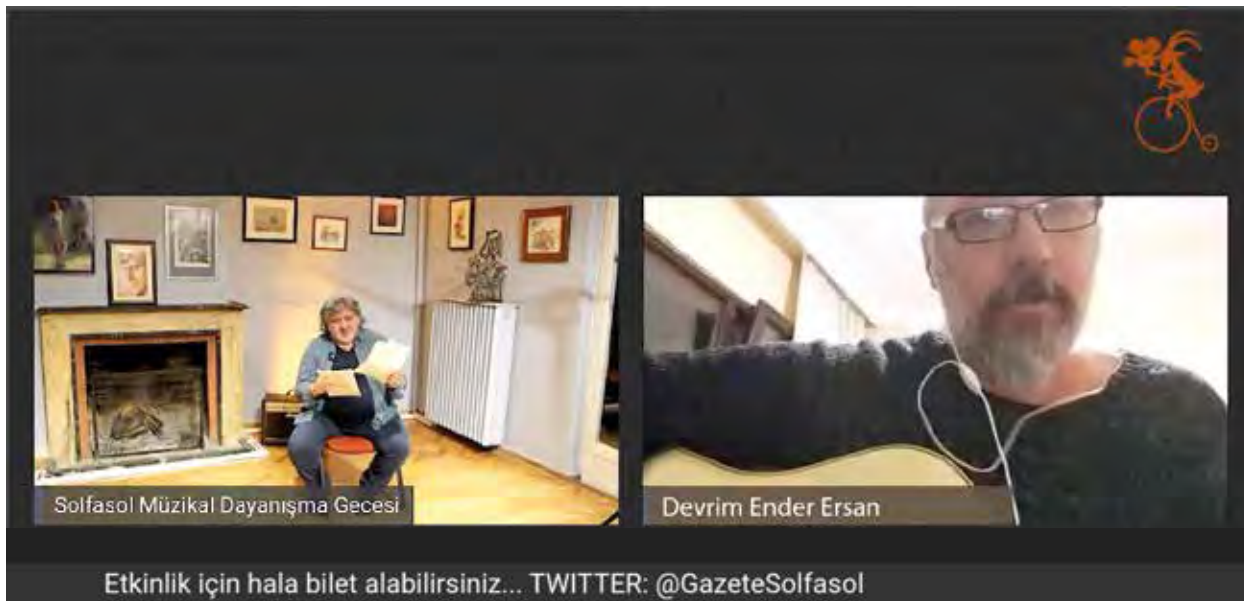 Solfasol Müzikal Dayanışma Gecesi
Devrim Ender Ersan
Etkinlik için hala bilet alabilirsiniz... TWITTER: @GazeteSolfasol